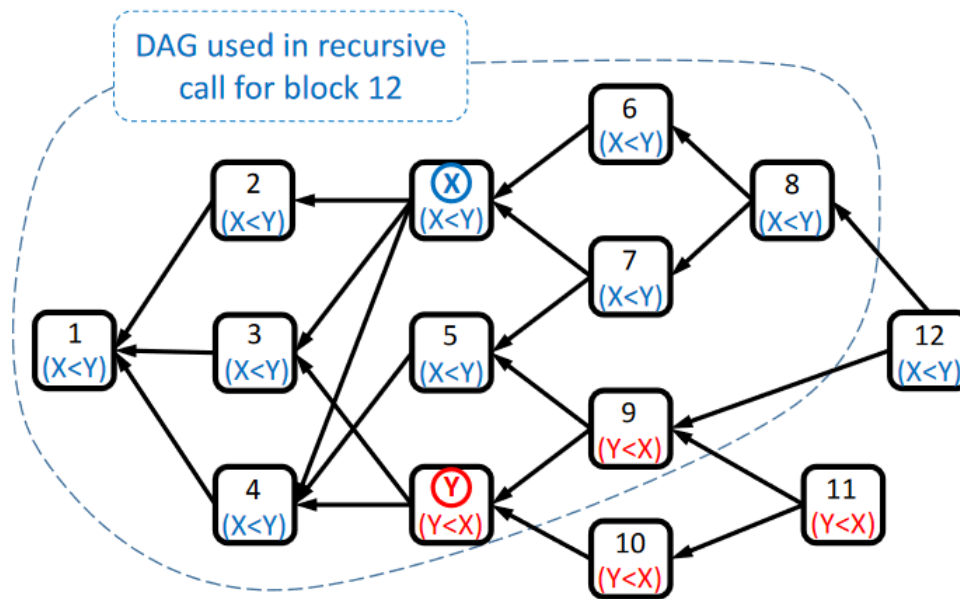 DAG used in recursive
call for block 12
6
(X<Y)
2
(X<Y)
X
(X<Y)
8
(X<Y)
7
(X<Y)
1
(X<Y)
3
(X<Y)
5
(X<Y)
12
(X<Y)
9
(Y<X)
4
(X<Y)
Y
(Y<X)
11
(Y<X)
10
(Y<X)